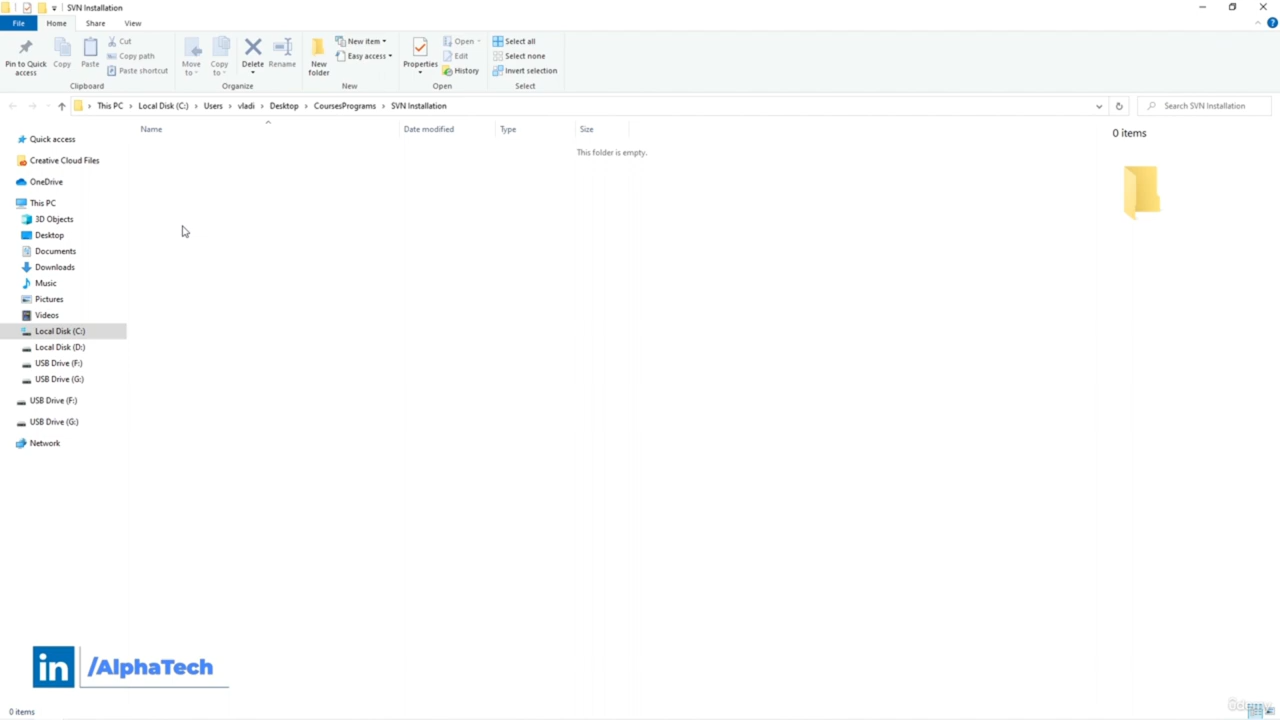 SVN Installation
File Home Share View
Pin to Quick access
Copy
Paste
Cut
Copy path
Paste shortcut
Clipboard
Move to
Copy to
Delete
Rename
Organize
New folder
New item
Easy access
New
Properties
Open
Edit
History
Open
Select all
Select none
Invert selection
Select
This PC > Local Disk (C:) > Users > vladi > Desktop > CoursesPrograms > SVN Installation
Search SVN Installation
Name Date modified Type Size
This folder is empty.
0 items
Quick access
Creative Cloud Files
OneDrive
This PC
3D Objects
Desktop
Documents
Downloads
Music
Pictures
Videos
Local Disk (C:)
Local Disk (D:)
USB Drive (F:)
USB Drive (G:)
USB Drive (F:)
USB Drive (G:)
Network
in /AlphaTech
0 items